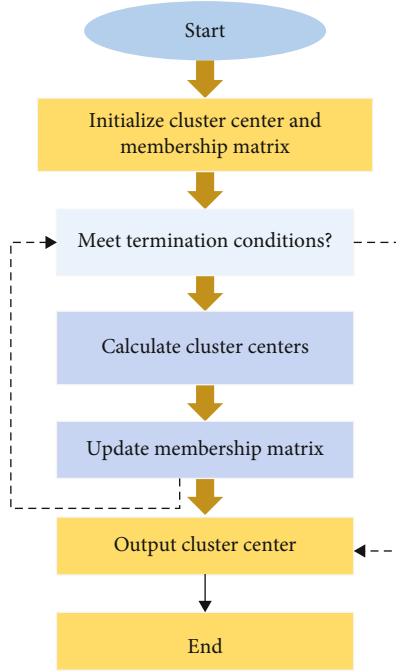 Start
Initialize cluster center and
membership matrix
Meet termination conditions?
Calculate cluster centers
Update membership matrix
Output cluster center
End